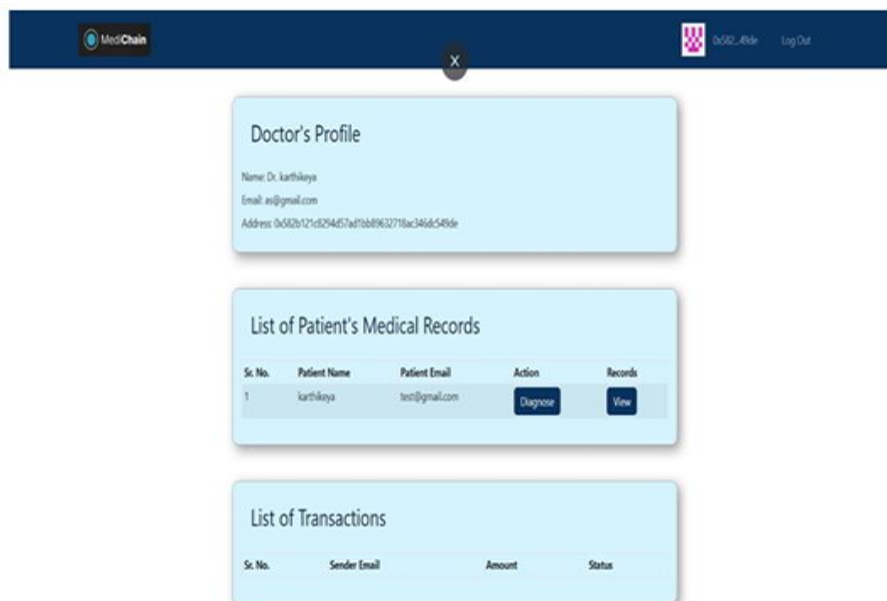 MediChain
0x582...49de Log Out
X
Doctor's Profile
Name: Dr. karthikeya
Email: as@gmail.com
Address: 0x582b121c8294d57ad1bb89632718ac346dc549de
List of Patient's Medical Records
Sr. No. Patient Name Patient Email Action Records
1 karthikeya test@gmail.com Diagnose View
List of Transactions
Sr. No. Sender Email Amount Status